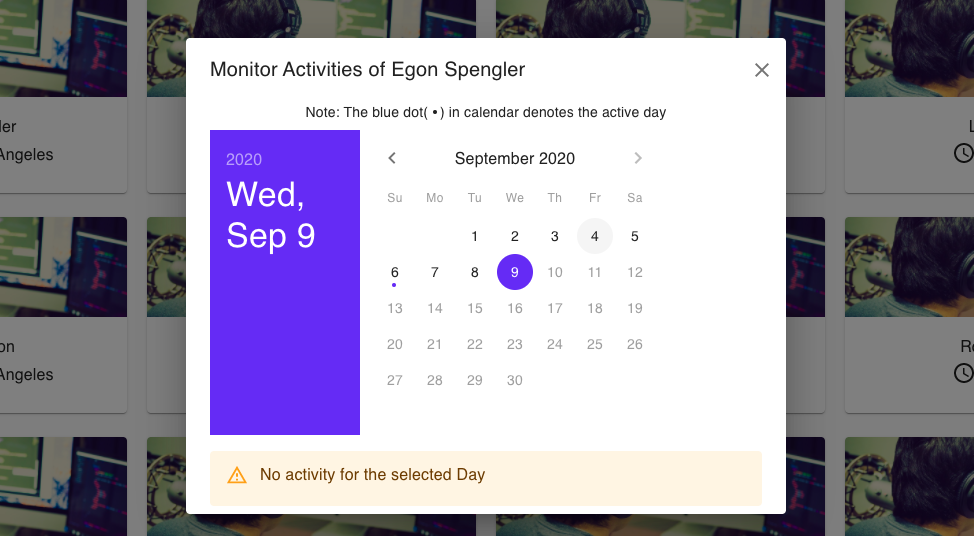 Monitor Activities of Egon Spengler
Note: The blue dot( • ) in calendar denotes the active day
2020
Wed,
Sep 9
September 2020
Su Mo Tu We Th Fr Sa
1 2 3 4 5
6 7 8 9 10 11 12
13 14 15 16 17 18 19
20 21 22 23 24 25 26
27 28 29 30
No activity for the selected Day
ler
Angeles
L
on
Angeles
Ro